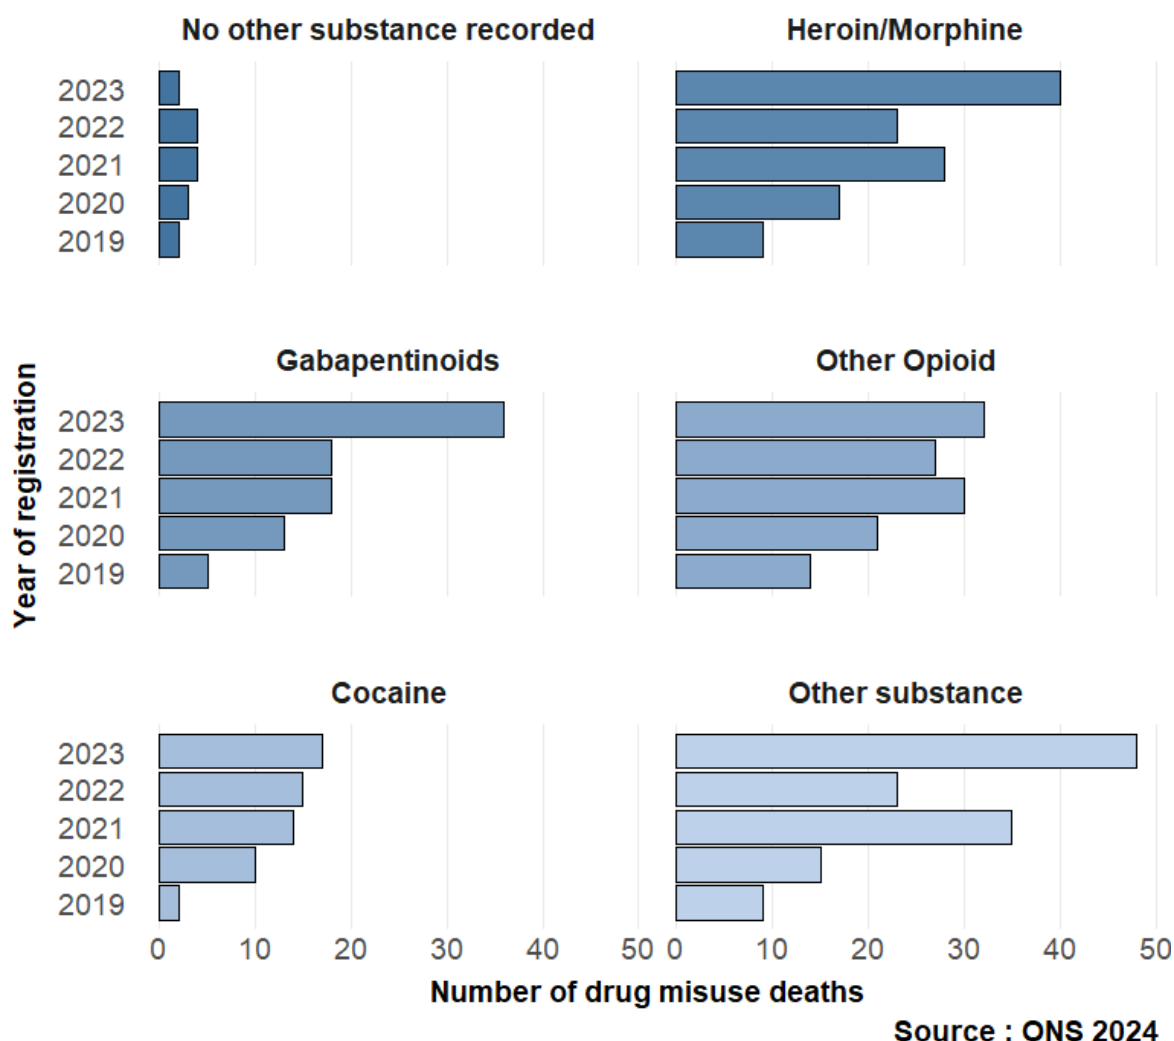 No other substance recorded
Heroin/Morphine
2023
2022
2021
2020
2019
Gabapentinoids
Other Opioid
Year of registration
2023
2022
2021
2020
2019
Cocaine
Other substance
2023
2022
2021
2020
2019
0 10 20 30 40 50 0 10 20 30 40 50
Number of drug misuse deaths
Source : ONS 2024